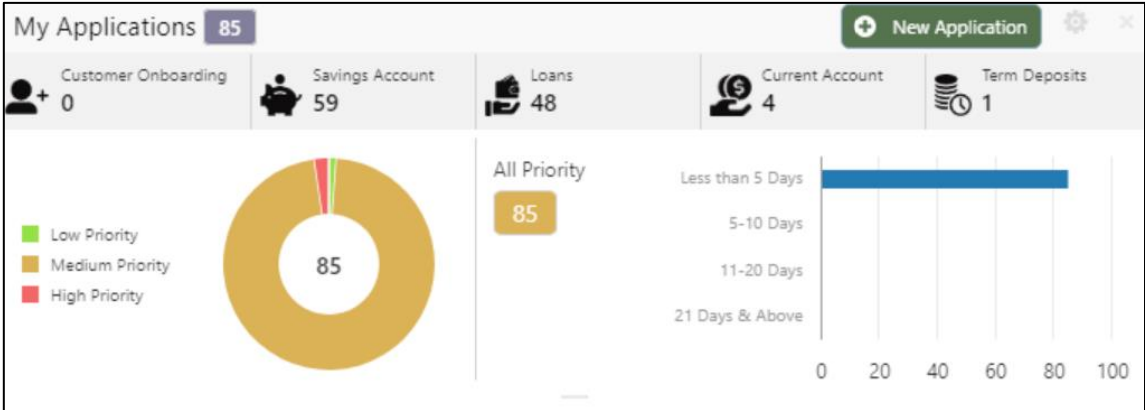 My Applications 85
New Application
Customer Onboarding
0
Savings Account
59
Loans
48
Current Account
4
Term Deposits
1
Low Priority
Medium Priority
High Priority
85
All Priority
85
Less than 5 Days
5-10 Days
11-20 Days
21 Days & Above
0 20 40 60 80 100